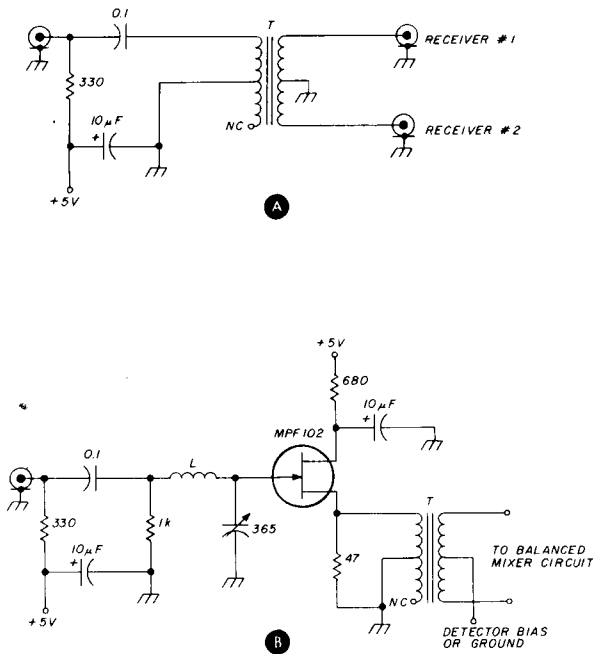 0.1
T
RECEIVER #1
330
10µF
+
NC
RECEIVER #2
+5V
A
+5V
680
10µF
+
MPF102
0.1
L
T
330
1k
365
TO BALANCED
MIXER CIRCUIT
10µF
+
47
NC
+5V
DETECTOR BIAS
OR GROUND
B